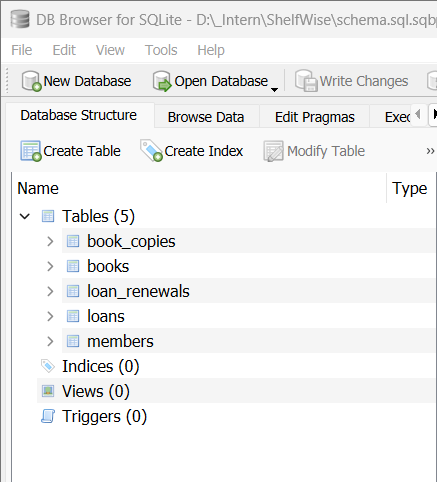 DB Browser for SQLite - D:\_Intern\ShelfWise\schema.sql.sqb
File Edit View Tools Help
New Database Open Database Write Changes
Database Structure Browse Data Edit Pragmas Exec
Create Table Create Index Modify Table »
Name Type
Tables (5)
book_copies
books
loan_renewals
loans
members
Indices (0)
Views (0)
Triggers (0)